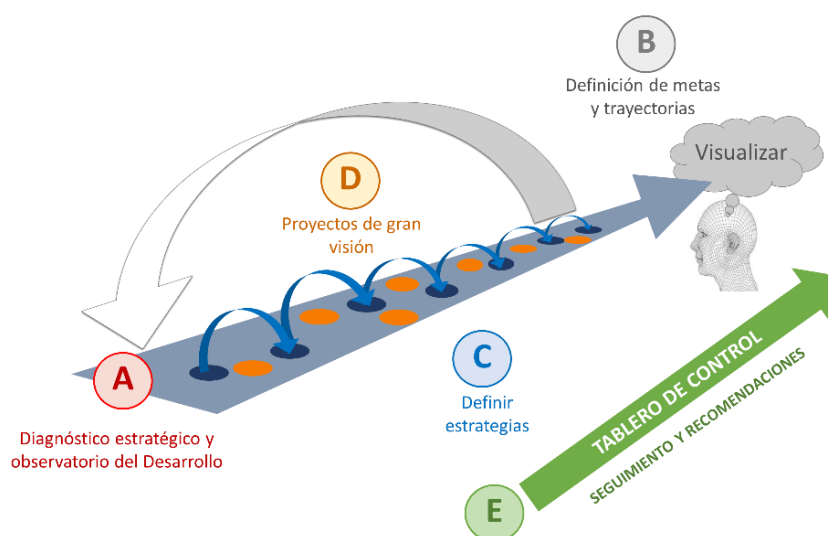 B
Definición de metas
y trayectorias
Visualizar
D
Proyectos de gran
visión
A
Diagnóstico estratégico y
observatorio del Desarrollo
C
Definir
estrategias
TABLERO DE CONTROL
SEGUIMIENTO Y RECOMENDACIONES
E